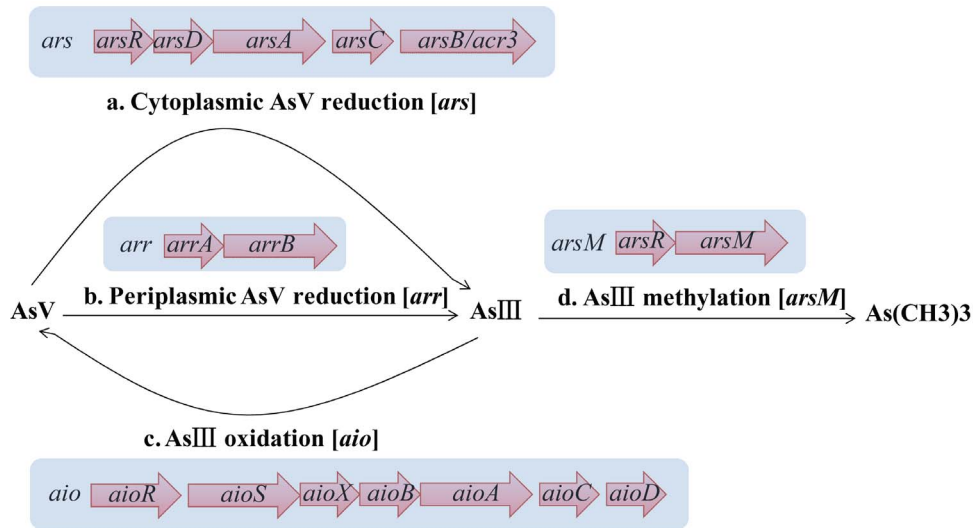 ars arsR arsD arsA arsC arsB/acr3
a. Cytoplasmic AsV reduction [ars]
arr arrA arrB
arsM arsR arsM
b. Periplasmic AsV reduction [arr]
d. AsⅢ methylation [arsM]
AsV AsⅢ As(CH3)3
c. AsⅢ oxidation [aio]
aio aioR aioS aioX aioB aioA aioC aioD